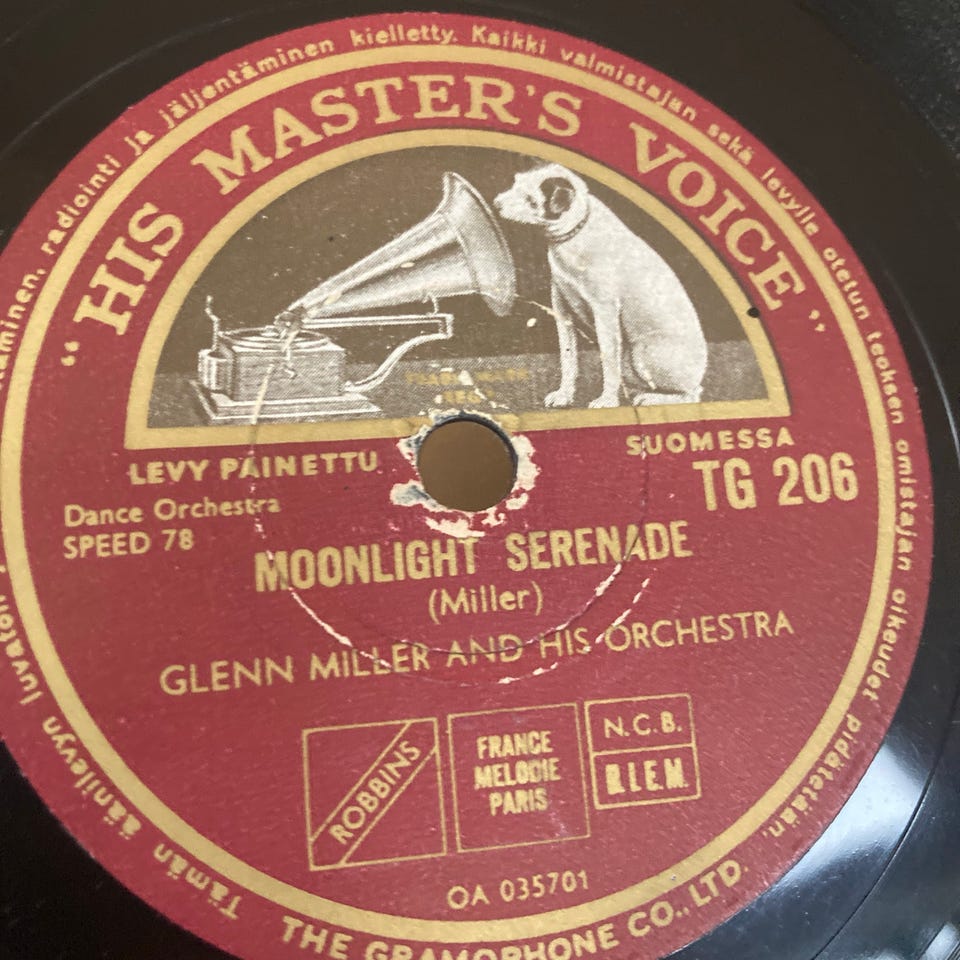 Tämän äänilevyn luvaton
radiointi ja jäljentäminen kielletty. Kaikki valmistajan sekä levylle otetun teoksen omistajan oikeudet pidätetään.
"HIS MASTER'S VOICE"
LEVY PAINETTU SUOMESSA
Dance Orchestra TG 206
SPEED 78
MOONLIGHT SERENADE
(Miller)
GLENN MILLER AND HIS ORCHESTRA
ROBBINS
FRANCE
MELODIE
PARIS
N.C.B.
B.I.E.M.
OA 035701
THE GRAMOPHONE CO., LTD.